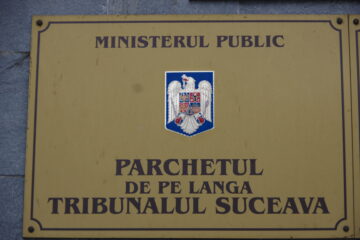 MINISTERUL PUBLIC
PARCHETUL
DE PE LANGA
TRIBUNALUL SUCEAVA